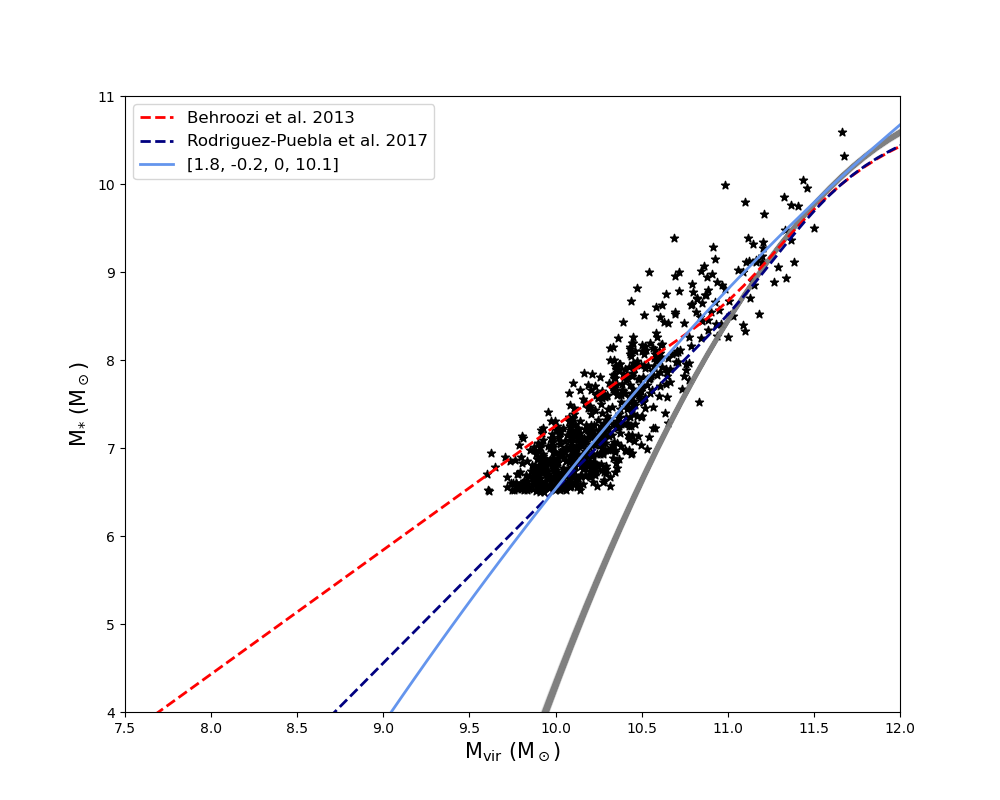 11
10
9
8
7
6
5
4
M* (M⊙)
Behroozi et al. 2013
Rodriguez-Puebla et al. 2017
[1.8, -0.2, 0, 10.1]
7.5 8.0 8.5 9.0 9.5 10.0 10.5 11.0 11.5 12.0
Mvir (M⊙)